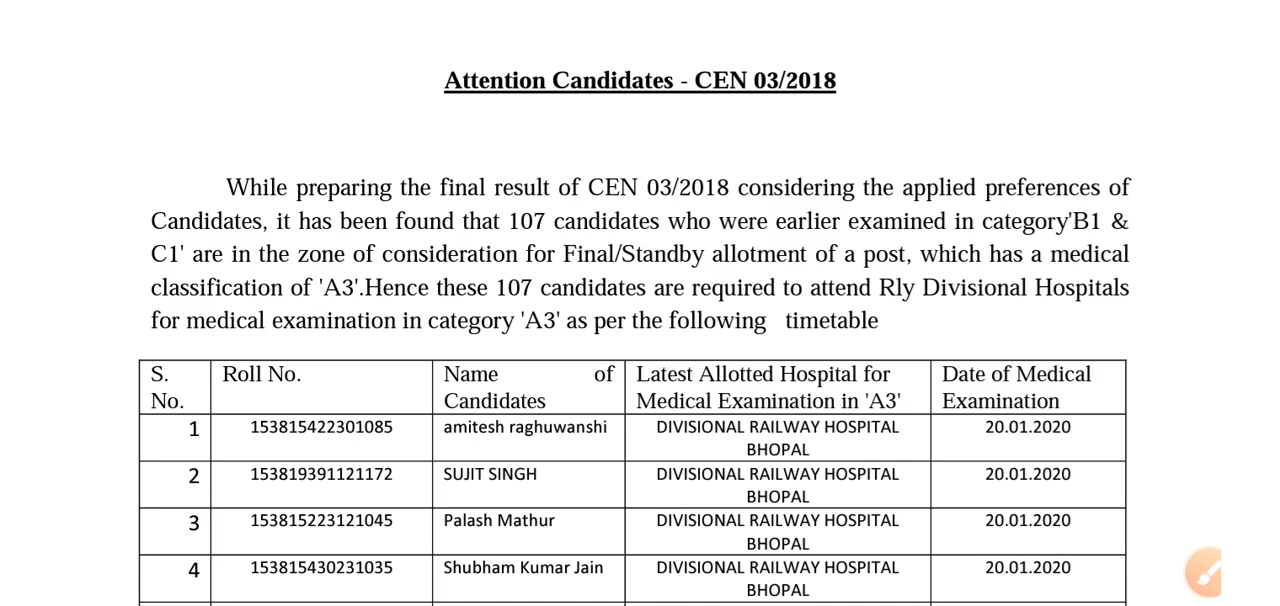 Attention Candidates - CEN 03/2018
While preparing the final result of CEN 03/2018 considering the applied preferences of
Candidates, it has been found that 107 candidates who were earlier examined in category'B1 &
C1' are in the zone of consideration for Final/Standby allotment of a post, which has a medical
classification of 'A3'.Hence these 107 candidates are required to attend Rly Divisional Hospitals
for medical examination in category 'A3' as per the following timetable
S. Roll No. Name of Latest Allotted Hospital for Date of Medical
No. Candidates Medical Examination in 'A3' Examination
1 153815422301085 amitesh raghuwanshi DIVISIONAL RAILWAY HOSPITAL 20.01.2020
BHOPAL
2 153819391121172 SUJIT SINGH DIVISIONAL RAILWAY HOSPITAL 20.01.2020
BHOPAL
3 153815223121045 Palash Mathur DIVISIONAL RAILWAY HOSPITAL 20.01.2020
BHOPAL
4 153815430231035 Shubham Kumar Jain DIVISIONAL RAILWAY HOSPITAL 20.01.2020
BHOPAL